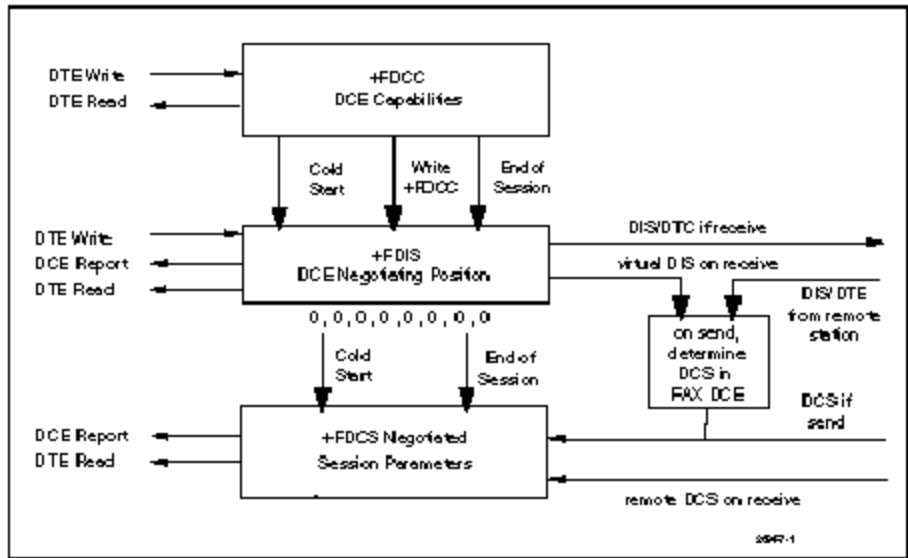 +FDCC
DCE Capabilities
DTE Write
DTE Read
Cold
Start
Write
+FDCC
End of
Session
DTE Write
DCE Report
DTE Read
+FDIS
DCE Negotiating Position
DIS/DTC if receive
virtual DIS on receive
DIS/DTE
from remote
station
0,0,0,0,0,0,0,0
on send,
determine
DCS in
FAX DCE
Cold
Start
End of
Session
DCS if
send
DCE Report
DTE Read
+FDCS Negotiated
Session Parameters
remote DCS on receive